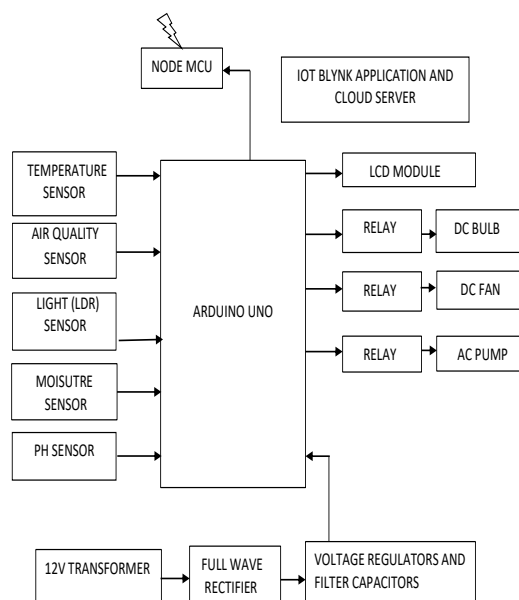 NODE MCU
IOT BLYNK APPLICATION AND
CLOUD SERVER
TEMPERATURE
SENSOR
AIR QUALITY
SENSOR
LIGHT (LDR)
SENSOR
MOISUTRE
SENSOR
PH SENSOR
ARDUINO UNO
LCD MODULE
RELAY
DC BULB
RELAY
DC FAN
RELAY
AC PUMP
12V TRANSFORMER
FULL WAVE
RECTIFIER
VOLTAGE REGULATORS AND
FILTER CAPACITORS